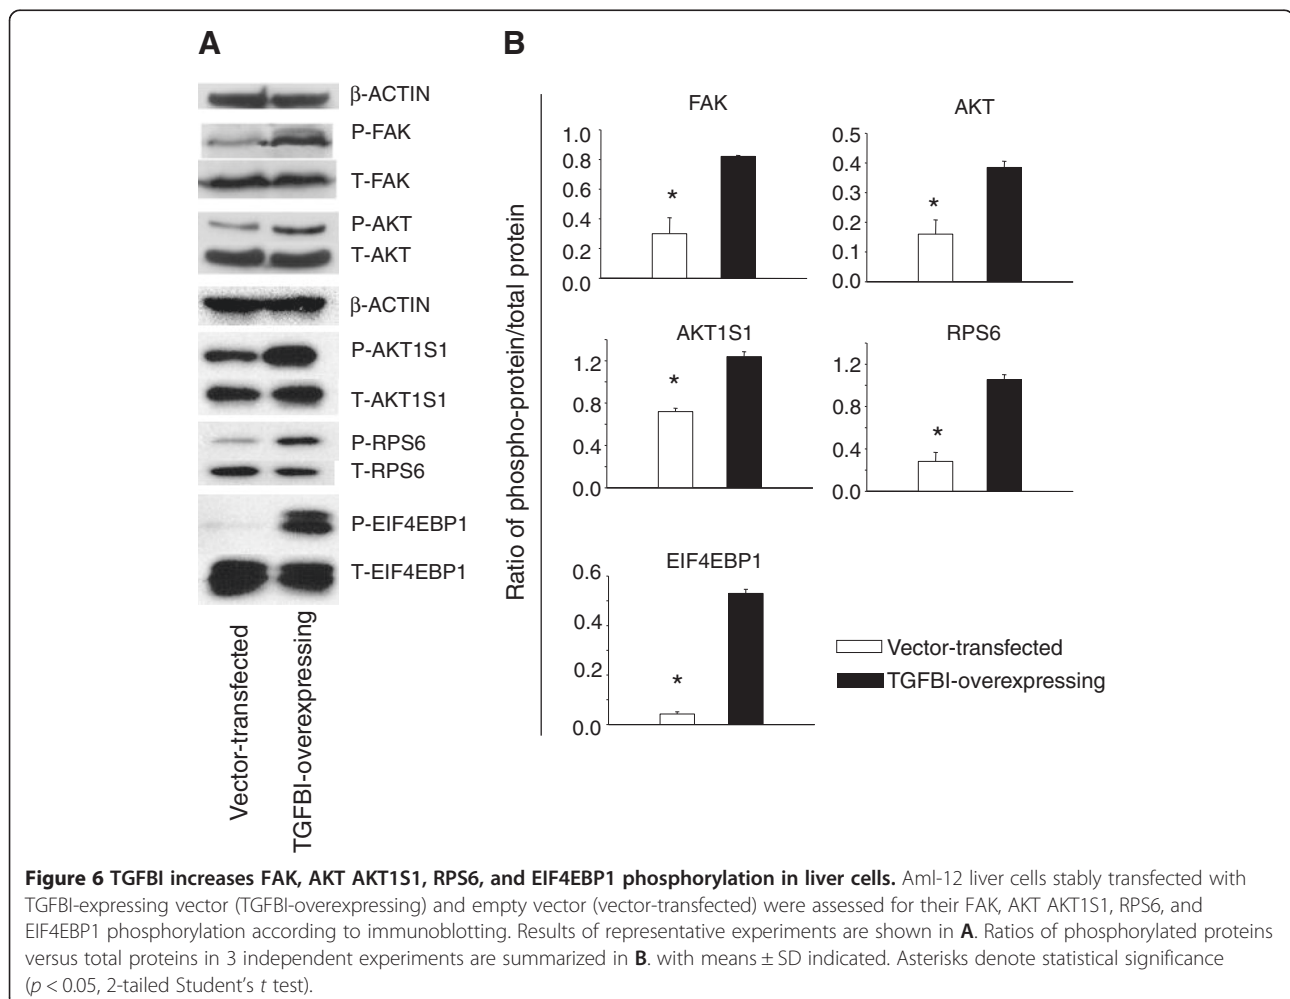 A
β-ACTIN
P-FAK
T-FAK
P-AKT
T-AKT
β-ACTIN
P-AKT1S1
T-AKT1S1
P-RPS6
T-RPS6
P-EIF4EBP1
T-EIF4EBP1
Vector-transfected
TGFBI-overexpressing
B
Ratio of phospho-protein/total protein
FAK
1.0
0.8
0.6
0.4
0.2
0.0
*
AKT
0.5
0.4
0.3
0.2
0.1
0.0
*
AKT1S1
1.2
0.8
0.4
0.0
*
RPS6
1.2
0.8
0.4
0.0
*
EIF4EBP1
0.6
0.4
0.2
0.0
*
Vector-transfected
TGFBI-overexpressing
Figure 6 TGFBI increases FAK, AKT AKT1S1, RPS6, and EIF4EBP1 phosphorylation in liver cells. Aml-12 liver cells stably transfected with
TGFBI-expressing vector (TGFBI-overexpressing) and empty vector (vector-transfected) were assessed for their FAK, AKT AKT1S1, RPS6, and
EIF4EBP1 phosphorylation according to immunoblotting. Results of representative experiments are shown in A. Ratios of phosphorylated proteins
versus total proteins in 3 independent experiments are summarized in B. with means ± SD indicated. Asterisks denote statistical significance
(p < 0.05, 2-tailed Student's t test).